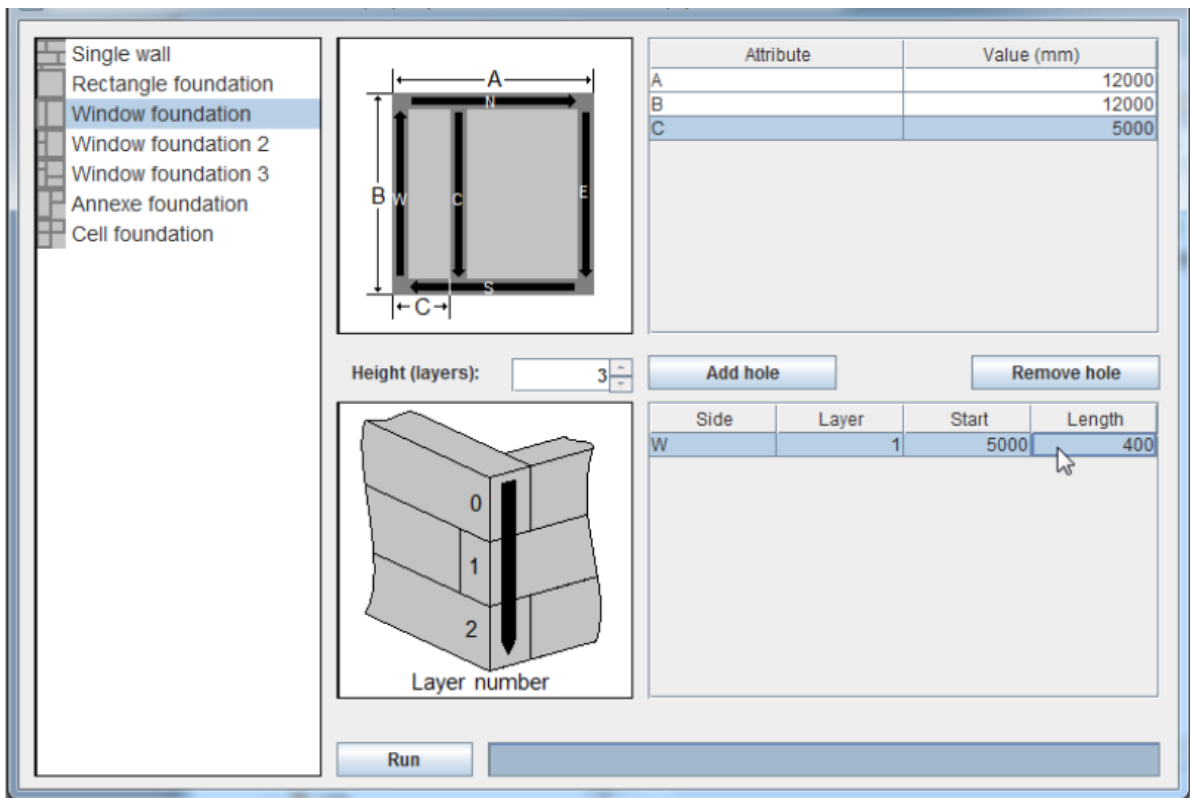 Single wall
Rectangle foundation
Window foundation
Window foundation 2
Window foundation 3
Annexe foundation
Cell foundation
A
N
B
W
C
E
S
C
Attribute Value (mm)
A 12000
B 12000
C 5000
Height (layers): 3
Add hole Remove hole
0
1
2
Layer number
Side Layer Start Length
W 1 5000 400
Run